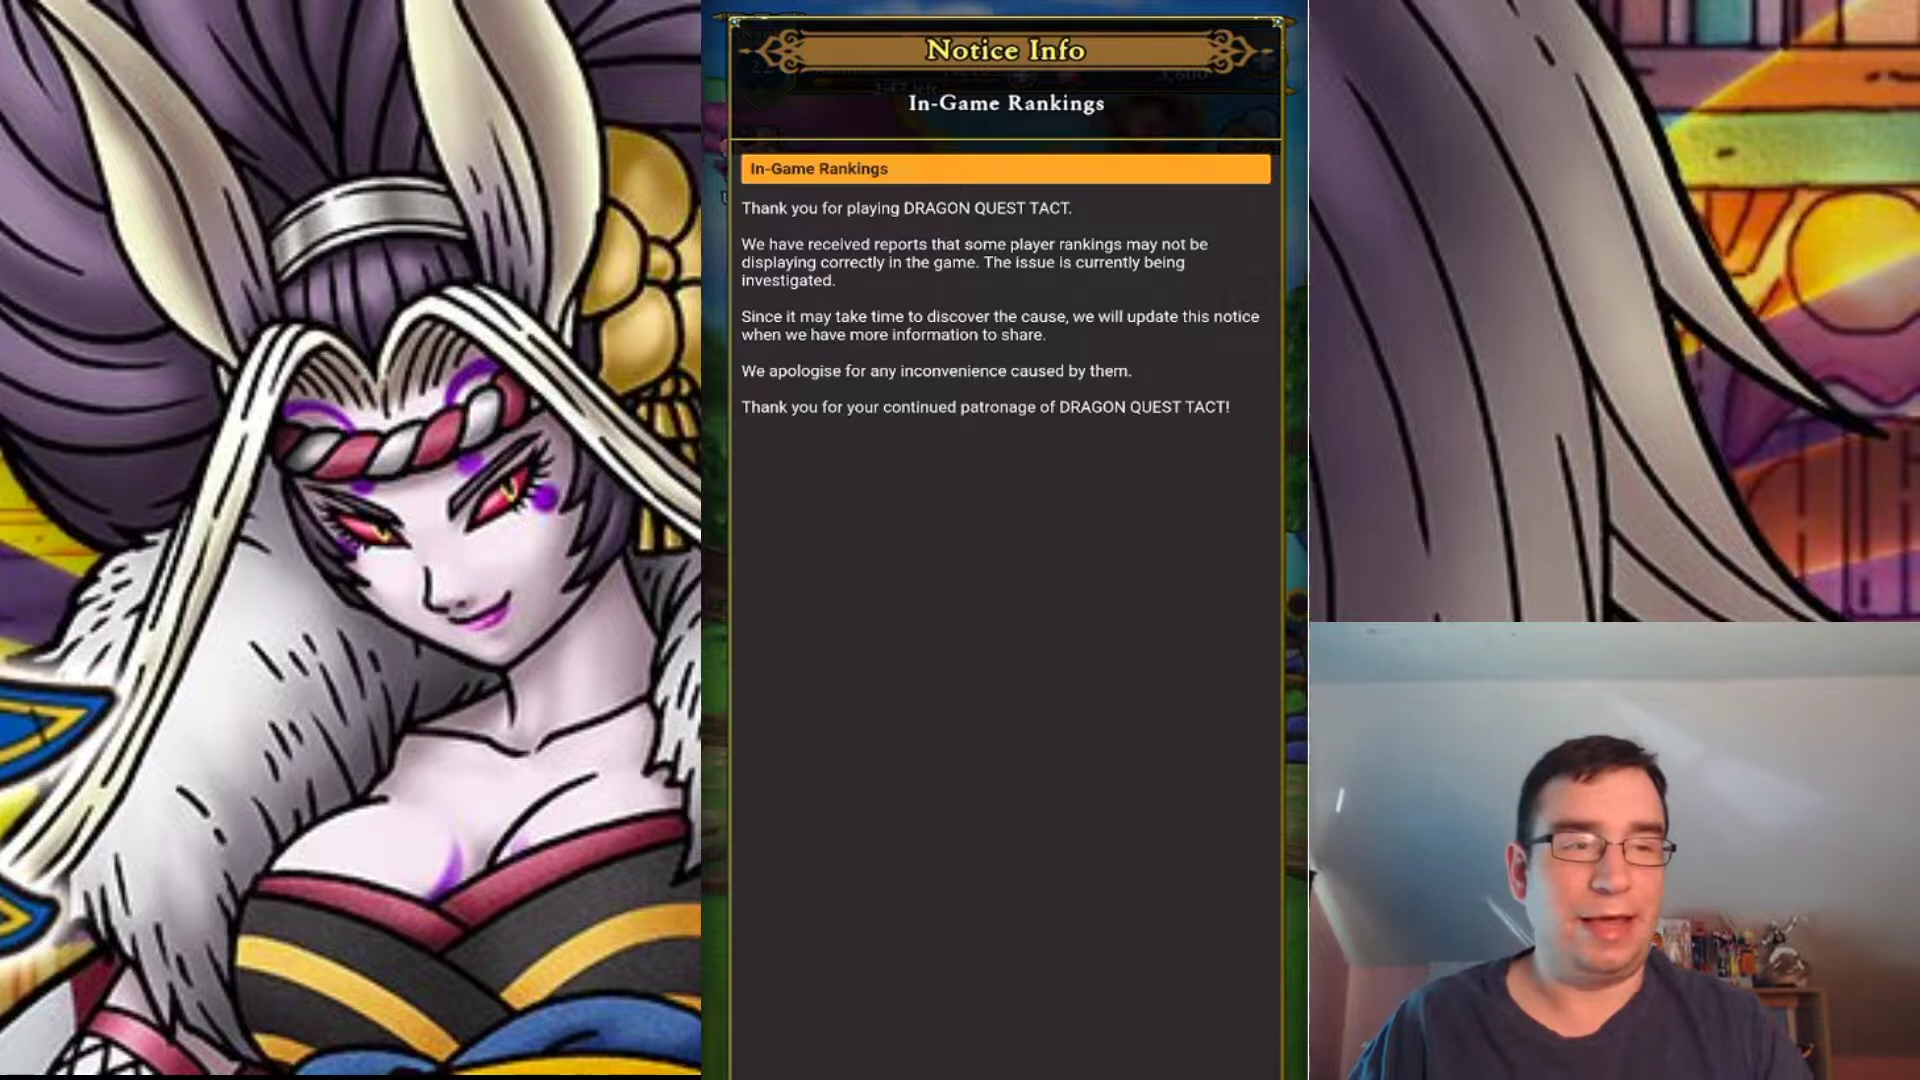 Notice Info
In-Game Rankings
In-Game Rankings
Thank you for playing DRAGON QUEST TACT.
We have received reports that some player rankings may not be
displaying correctly in the game. The issue is currently being
investigated.
Since it may take time to discover the cause, we will update this notice
when we have more information to share.
We apologise for any inconvenience caused by them.
Thank you for your continued patronage of DRAGON QUEST TACT!